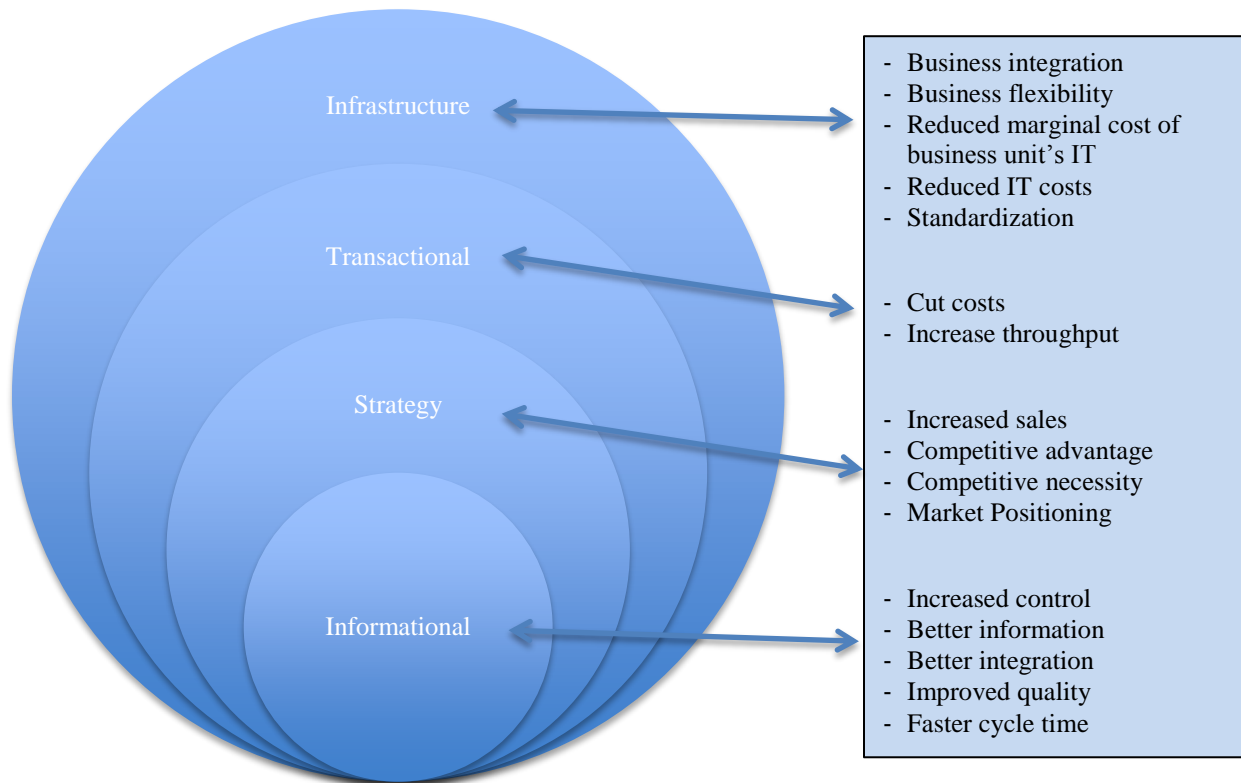 Infrastructure
Transactional
Strategy
Informational
- Business integration
- Business flexibility
- Reduced marginal cost of
business unit’s IT
- Reduced IT costs
- Standardization
- Cut costs
- Increase throughput
- Increased sales
- Competitive advantage
- Competitive necessity
- Market Positioning
- Increased control
- Better information
- Better integration
- Improved quality
- Faster cycle time